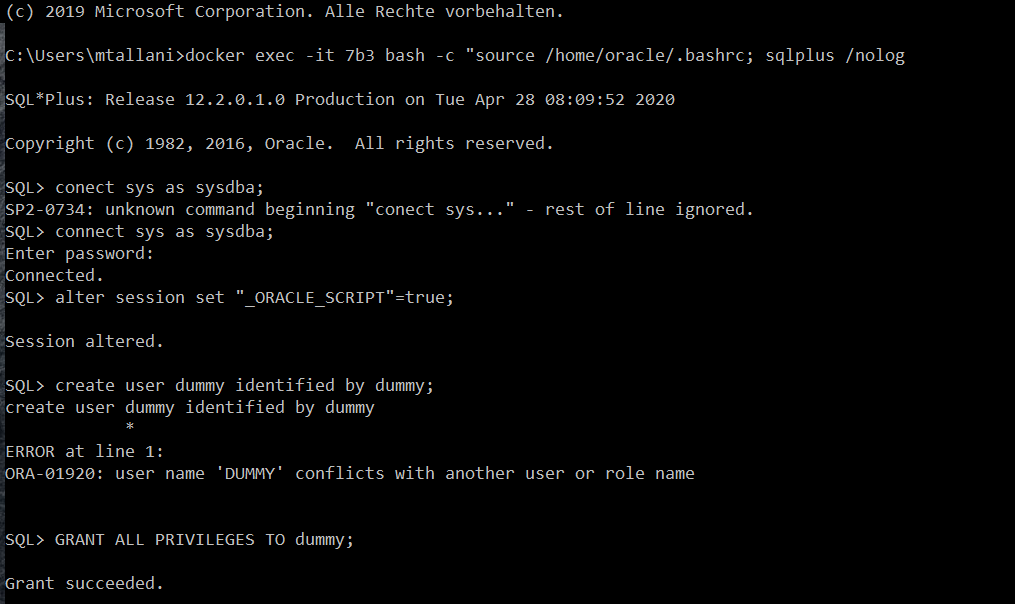 (c) 2019 Microsoft Corporation. Alle Rechte vorbehalten.
C:\Users\mtallani>docker exec -it 7b3 bash -c "source /home/oracle/.bashrc; sqlplus /nolog
SQL*Plus: Release 12.2.0.1.0 Production on Tue Apr 28 08:09:52 2020
Copyright (c) 1982, 2016, Oracle.  All rights reserved.
SQL> conect sys as sysdba;
SP2-0734: unknown command beginning "conect sys..." - rest of line ignored.
SQL> connect sys as sysdba;
Enter password:
Connected.
SQL> alter session set "_ORACLE_SCRIPT"=true;
Session altered.
SQL> create user dummy identified by dummy;
create user dummy identified by dummy
*
ERROR at line 1:
ORA-01920: user name 'DUMMY' conflicts with another user or role name
SQL> GRANT ALL PRIVILEGES TO dummy;
Grant succeeded.